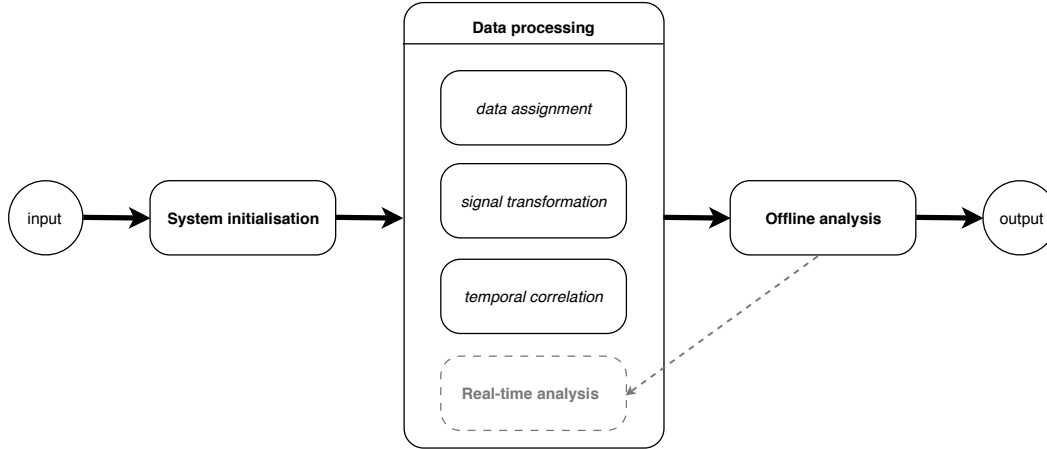 input
System initialisation
Data processing
data assignment
signal transformation
temporal correlation
Real-time analysis
Offline analysis
output